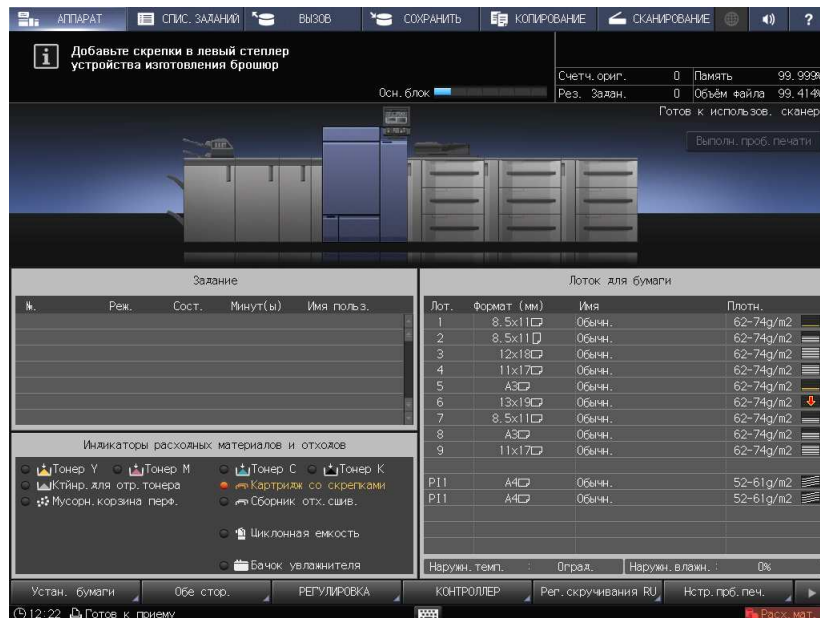 АППАРАТ СПИС. ЗАДАНИЙ ВЫЗОВ СОХРАНИТЬ КОПИРОВАНИЕ СКАНИРОВАНИЕ ?
Добавьте скрепки в левый степлер
устройства изготовления брошюр
Осн. блок
Счетч. ориг. 0 Память 99.999%
Рез. Задан. 0 Объём файла 99.414%
Готов к использов. сканер
Выполн. проб. печати
Задание
№. Реж. Сост. Минут(ы) Имя польз.
Лоток для бумаги
Лот. Формат (мм) Имя Плотн.
1 8.5x11 Обычн. 62-74g/m2
2 8.5x11 Обычн. 62-74g/m2
3 12x18 Обычн. 62-74g/m2
4 11x17 Обычн. 62-74g/m2
5 A3 Обычн. 62-74g/m2
6 13x19 Обычн. 62-74g/m2
7 8.5x11 Обычн. 62-74g/m2
8 A3 Обычн. 62-74g/m2
9 11x17 Обычн. 62-74g/m2
PI1 A4 52-61g/m2
PI1 A4 52-61g/m2
Индикаторы расходных материалов и отходов
Тонер Y Тонер M Тонер C Тонер K
Ктйнр. для отр. тонера Картридж со скрепками
Мусорн. корзина перф. Сборник отх. сшив.
Циклонная емкость
Бачок увлажнителя
Наружн. темп. : 0град. Наружн. влажн. : 0%
Устан. бумаги Обе стор. РЕГУЛИРОВКА КОНТРОЛЛЕР Рег. скручивания RU Нстр. прб. печ.
12:22 Готов к приему Расх. мат.